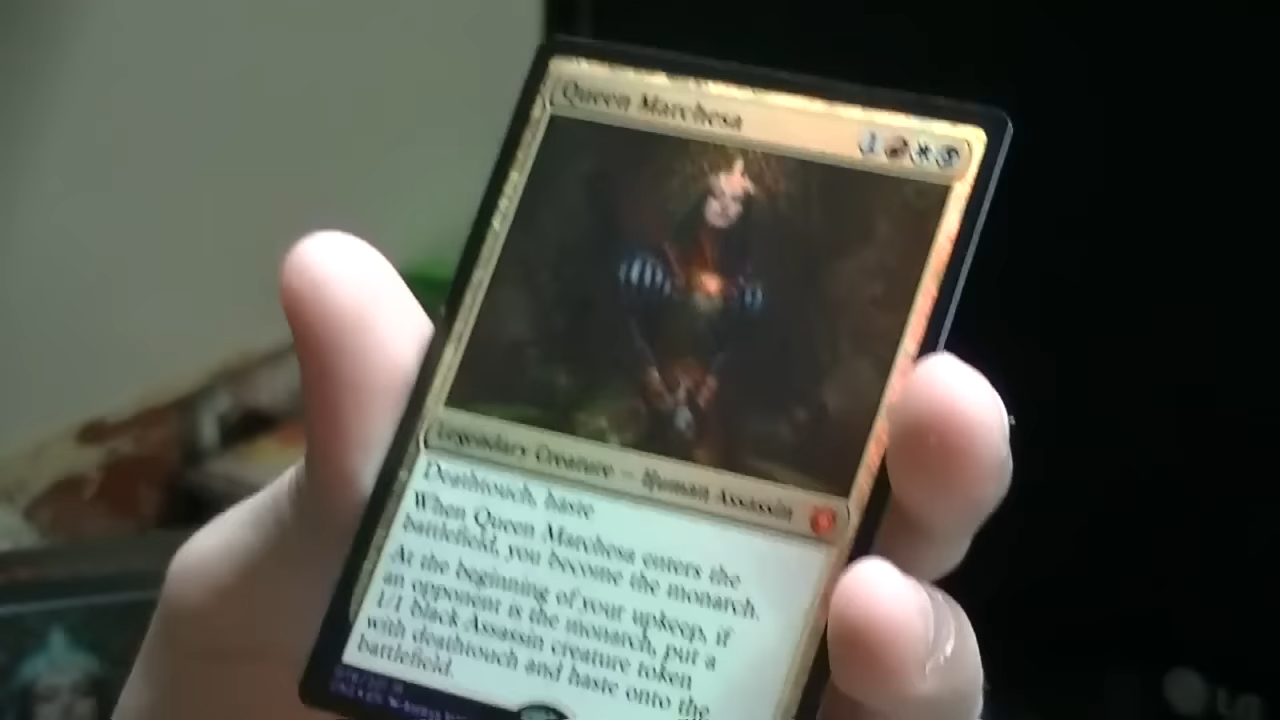 Queen Marchesa
1
Legendary Creature — Human Assassin
Deathtouch, haste
When Queen Marchesa enters the
battlefield, you become the monarch.
At the beginning of your upkeep, if
an opponent is the monarch, put a
1/1 black Assassin creature token
with deathtouch and haste onto the
battlefield.
LG